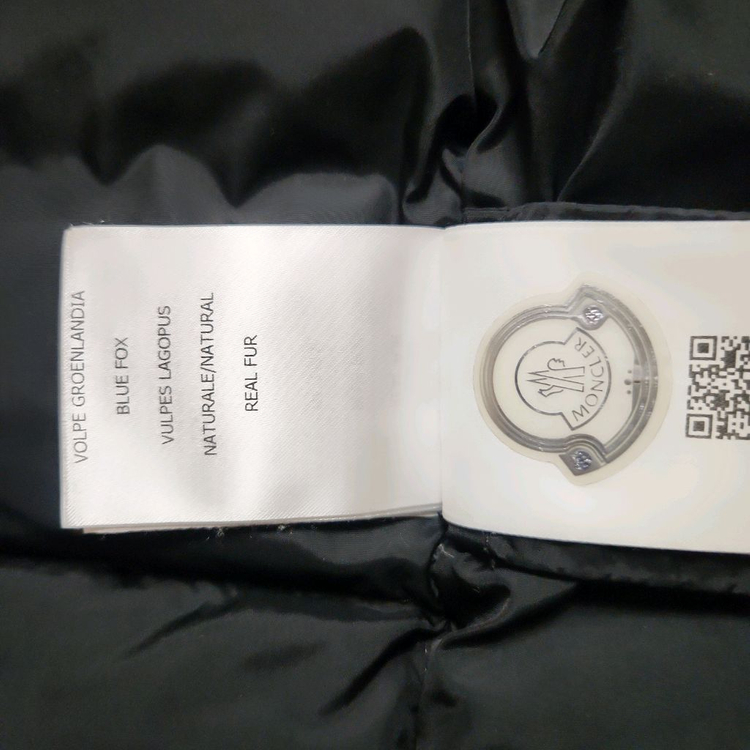 VOLPE GROENLANDIA
BLUE FOX
VULPES LAGOPUS
NATURALE/NATURAL
REAL FUR
MONCLER